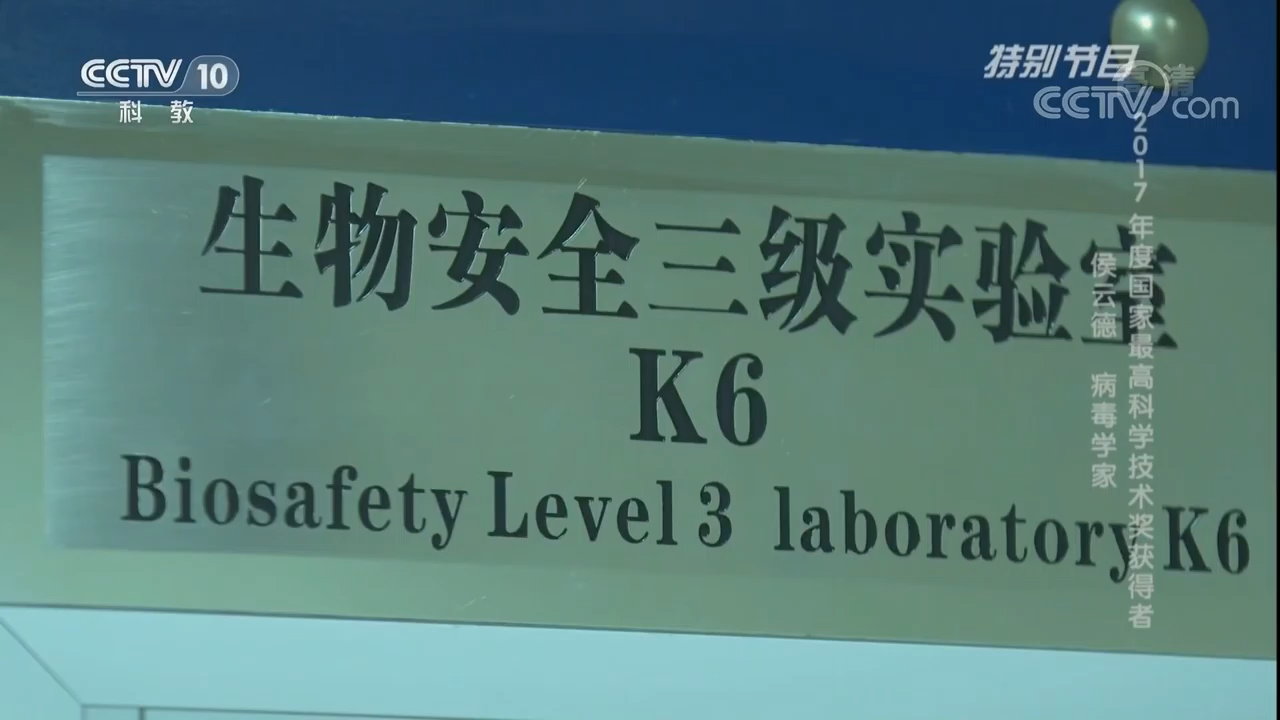 CCTV 10
科教
特别节目
高清
CCTV.com
生物安全三级实验室
K6
Biosafety Level 3 laboratory K6
2017年度国家最高科学技术奖获得者
侯云德 病毒学家